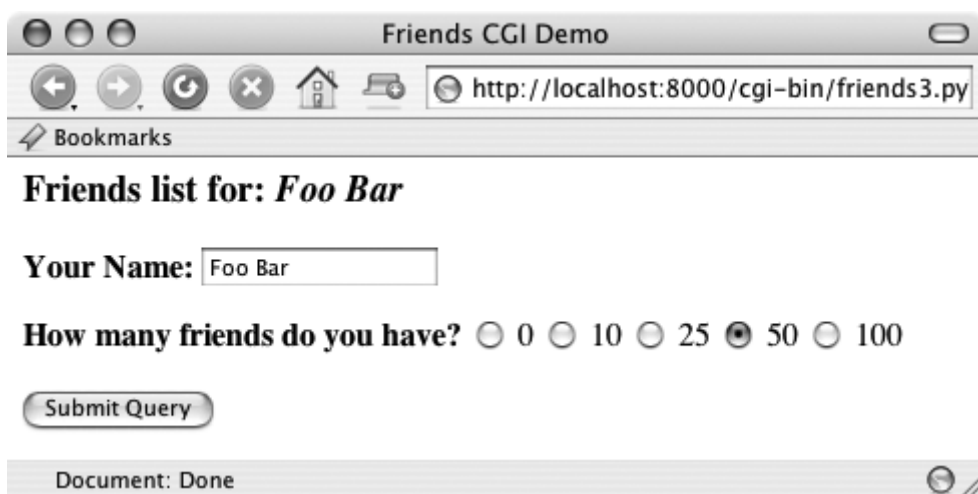 Friends CGI Demo
http://localhost:8000/cgi-bin/friends3.py
Bookmarks
Friends list for: Foo Bar
Your Name: Foo Bar
How many friends do you have? 0 10 25 50 100
Submit Query
Document: Done